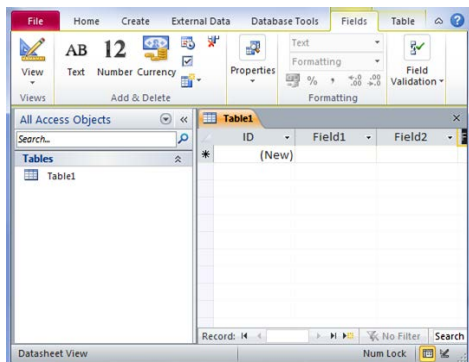 File Home Create External Data Database Tools Fields Table
AB 12
View Text Number Currency Properties Text Formatting Field Validation
Views Add & Delete Formatting
All Access Objects
Search...
Tables
Table1
Table1
ID Field1 Field2
(New)
Record: No Filter Search
Datasheet View Num Lock